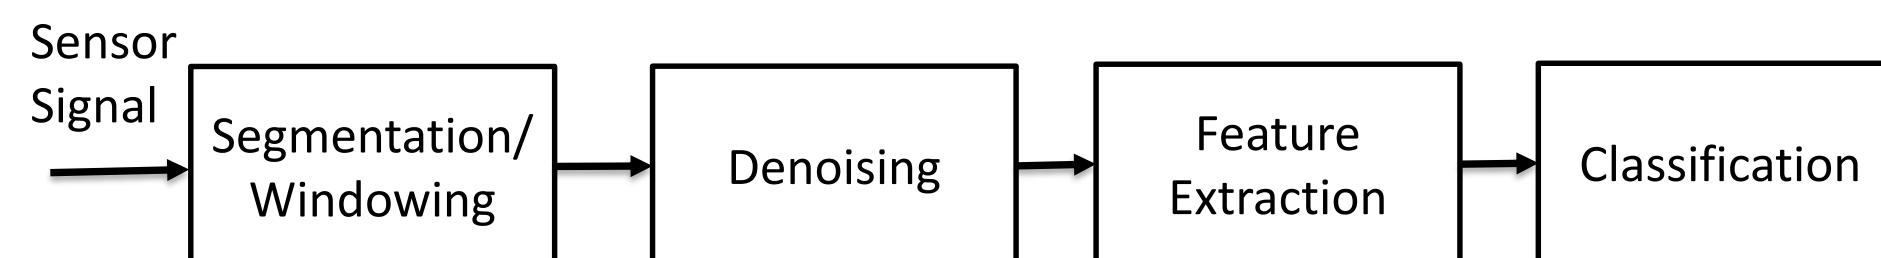 Sensor
Signal
Segmentation/
Windowing
Denoising
Feature
Extraction
Classification